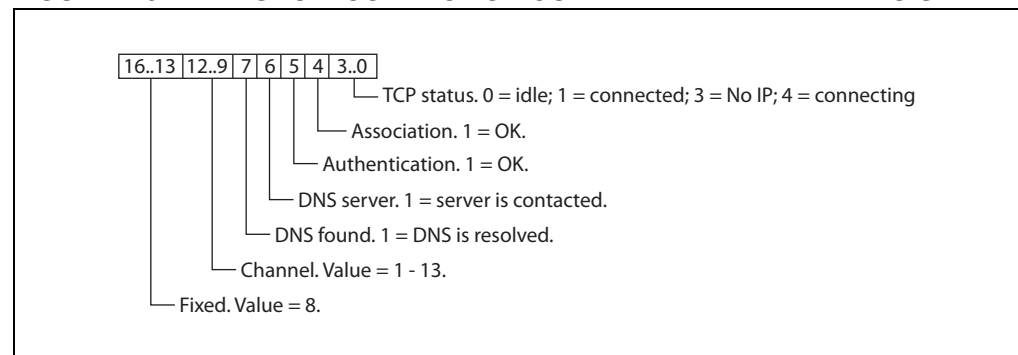 16..13 12..9 7 6 5 4 3..0
TCP status. 0 = idle; 1 = connected; 3 = No IP; 4 = connecting
Association. 1 = OK.
Authentication. 1 = OK.
DNS server. 1 = server is contacted.
DNS found. 1 = DNS is resolved.
Channel. Value = 1 - 13.
Fixed. Value = 8.